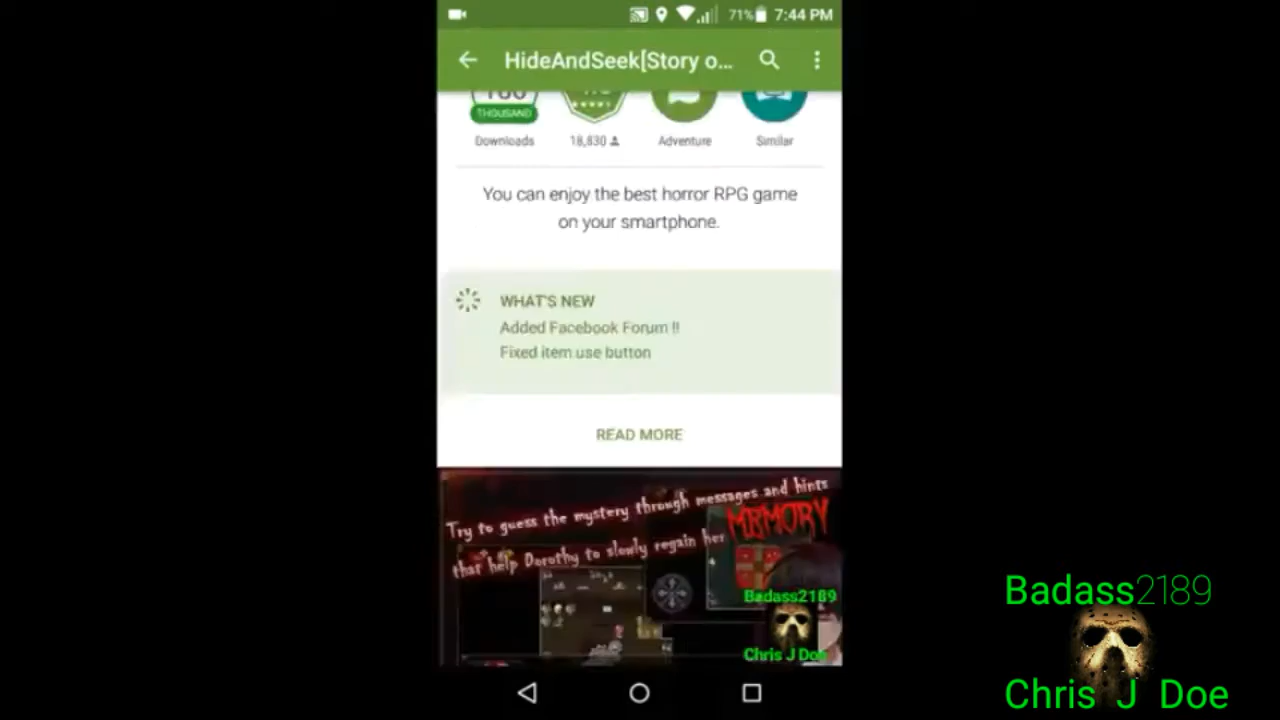 71% 7:44 PM
HideAndSeek[Story o...
THOUSAND
Downloads 18,830 Adventure Similar
You can enjoy the best horror RPG game
on your smartphone.
WHAT'S NEW
Added Facebook Forum !!
Fixed item use button
READ MORE
Try to guess the mystery through messages and hints
that help Dorothy to slowly regain her
MEMORY
Badass2189
Chris J Doe
Badass2189
Chris J Doe